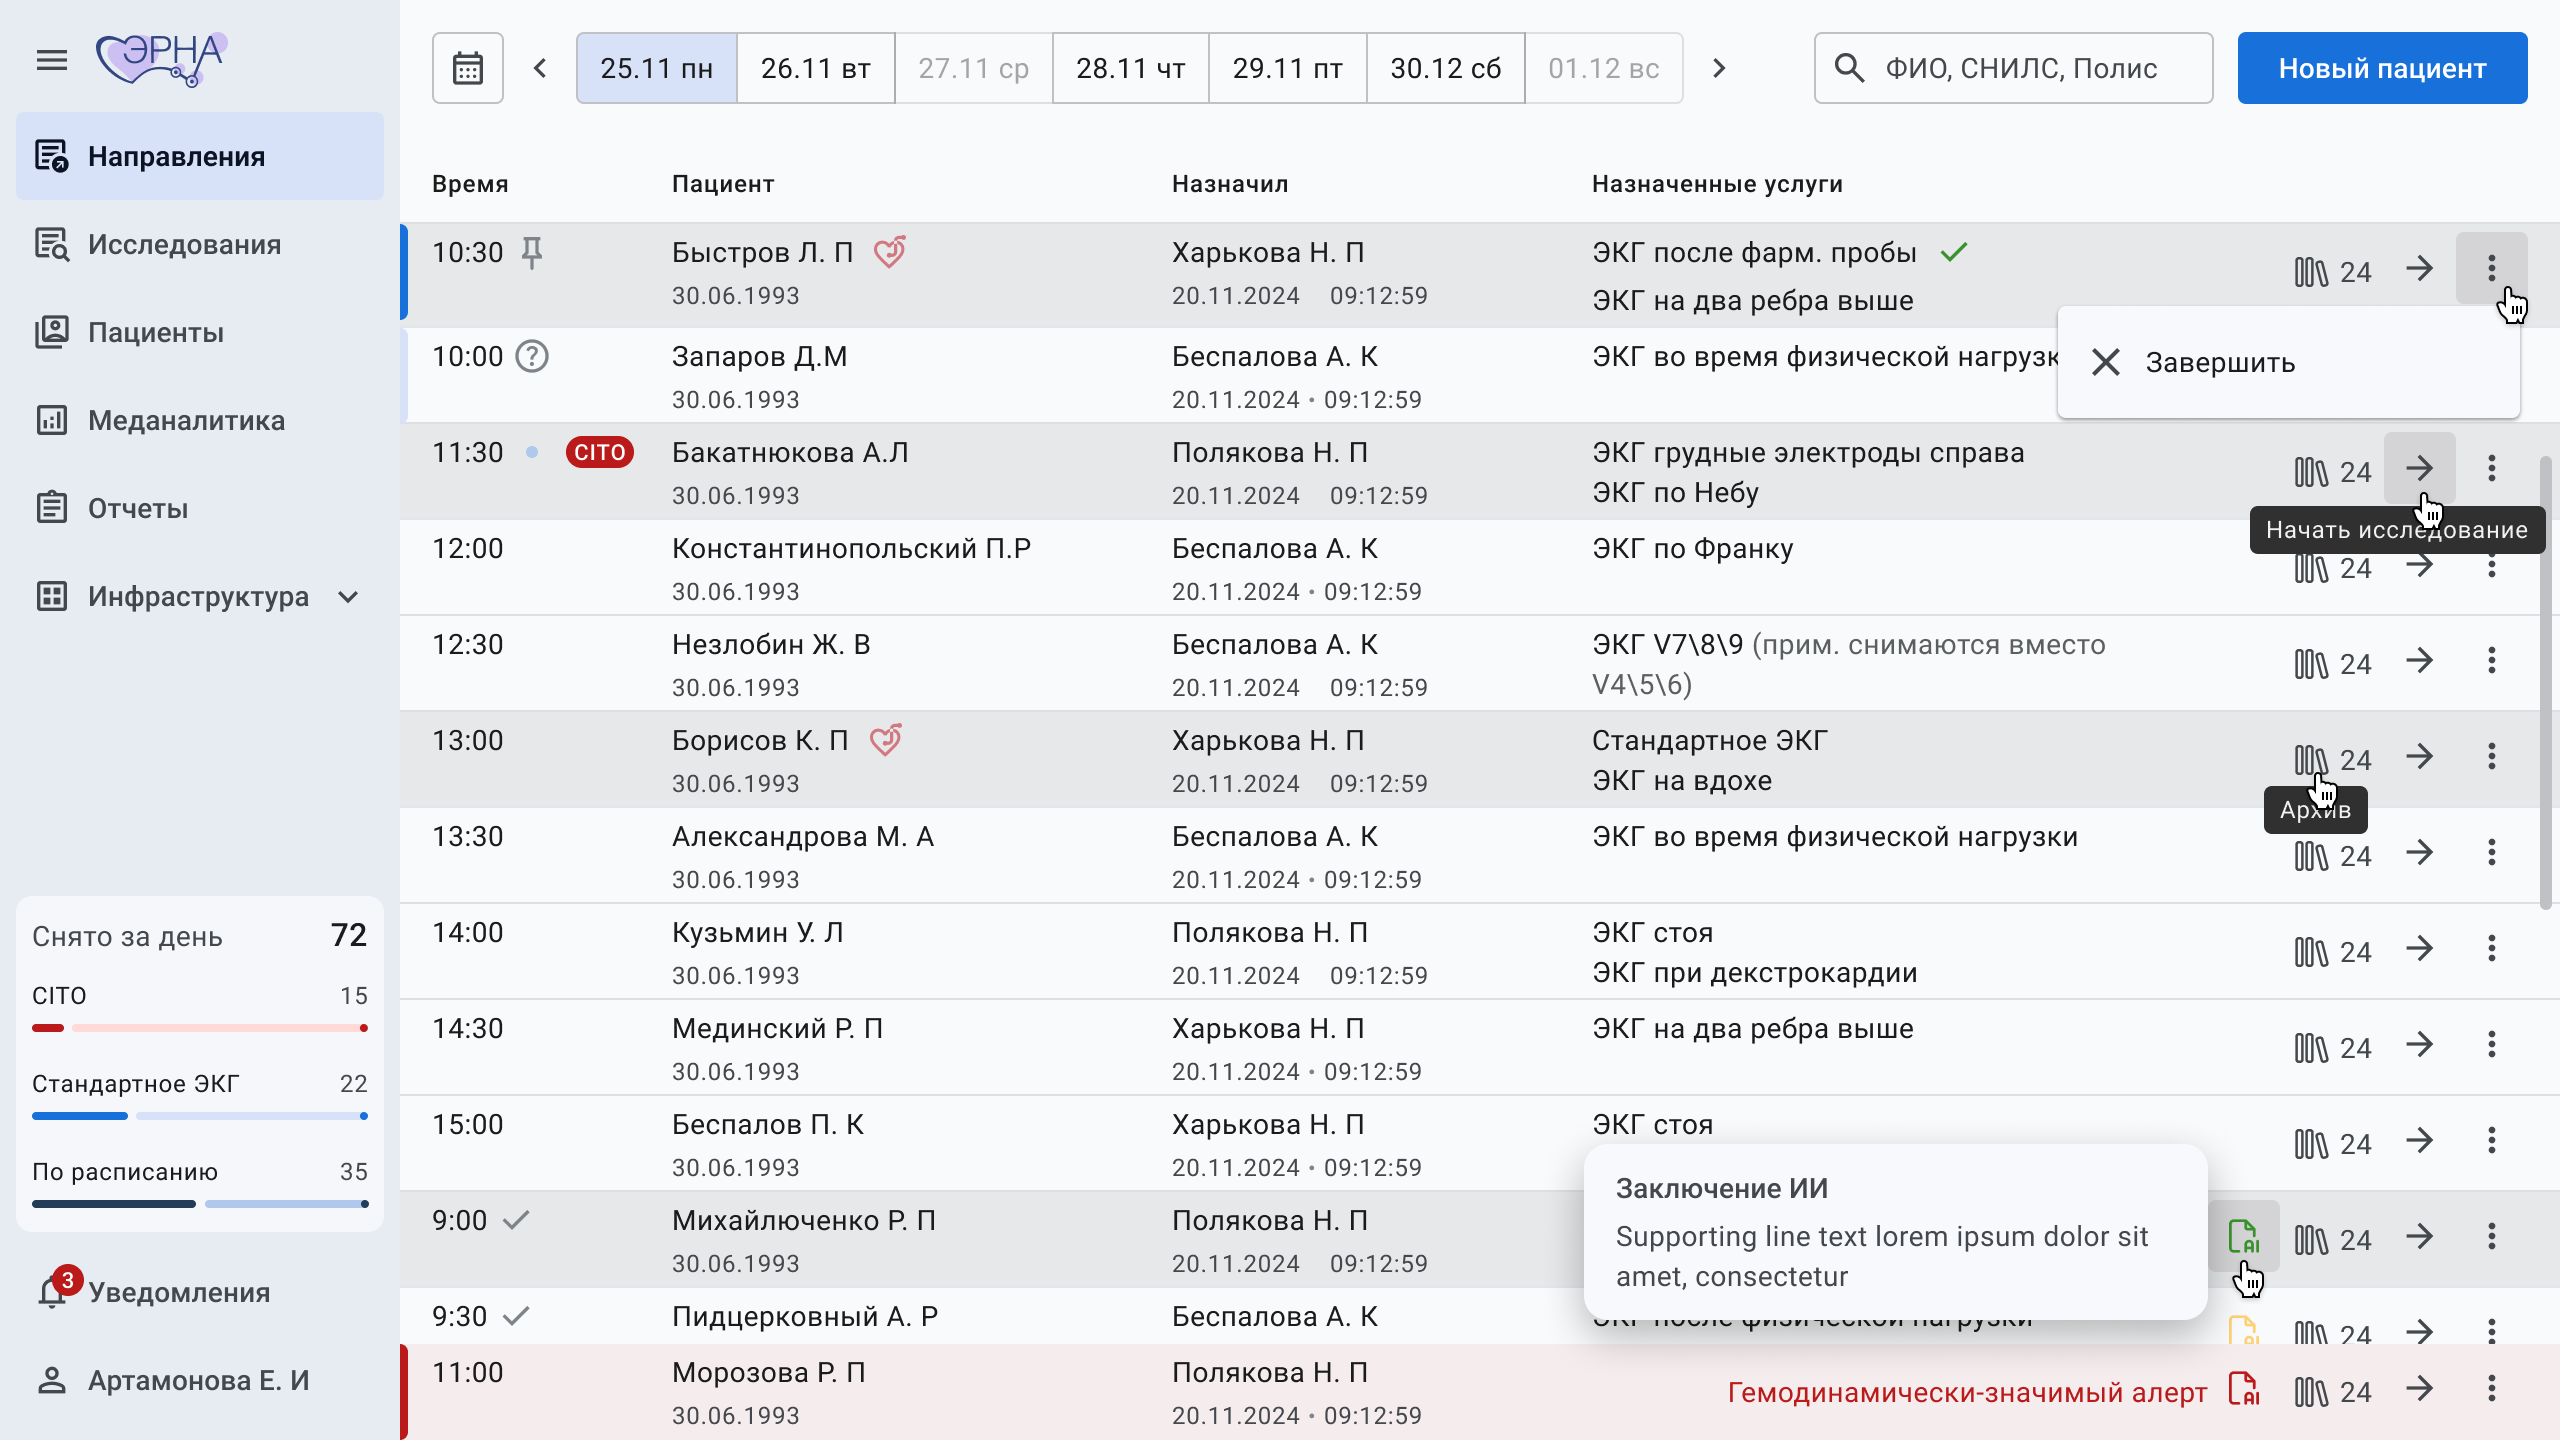 ЭРНА
Направления
Исследования
Пациенты
Меданалитика
Отчеты
Инфраструктура
Снято за день 72
CITO 15
Стандартное ЭКГ 22
По расписанию 35
3
Уведомления
Артамонова Е. И
25.11 пн 26.11 вт 27.11 ср 28.11 чт 29.11 пт 30.12 сб 01.12 вс
ФИО, СНИЛС, Полис
Новый пациент
Время Пациент Назначил Назначенные услуги
10:30 Быстров Л. П Харькова Н. П ЭКГ после фарм. пробы 24
30.06.1993 20.11.2024 09:12:59 ЭКГ на два ребра выше
Завершить
10:00 ? Запаров Д.М Беспалова А. К ЭКГ во время физической
30.06.1993 20.11.2024 • 09:12:59
11:30 CITO Бакатнюкова А.Л Полякова Н. П ЭКГ грудные электроды справа 24
30.06.1993 20.11.2024 09:12:59 ЭКГ по Небу
Начать исследование
12:00 Константинопольский П.Р Беспалова А. К ЭКГ по Франку 24
30.06.1993 20.11.2024 • 09:12:59
12:30 Незлобин Ж. В Беспалова А. К ЭКГ V7\8\9 (прим. снимаются вместо 24
30.06.1993 20.11.2024 09:12:59 V4\5\6)
13:00 Борисов К. П Харькова Н. П Стандартное ЭКГ 24
30.06.1993 20.11.2024 09:12:59 ЭКГ на вдохе
Архив
13:30 Александрова М. А Беспалова А. К ЭКГ во время физической нагрузки 24
30.06.1993 20.11.2024 • 09:12:59
14:00 Кузьмин У. Л Полякова Н. П ЭКГ стоя 24
30.06.1993 20.11.2024 09:12:59 ЭКГ при декстрокардии
14:30 Мединский Р. П Харькова Н. П ЭКГ на два ребра выше 24
30.06.1993 20.11.2024 • 09:12:59
15:00 Беспалов П. К Харькова Н. П ЭКГ стоя 24
30.06.1993 20.11.2024 • 09:12:59
Заключение ИИ
Supporting line text lorem ipsum dolor sit
amet, consectetur
9:00 Михайлюченко Р. П Полякова Н. П AI 24
30.06.1993 20.11.2024 09:12:59
9:30 Пидцерковный А. Р Беспалова А. К ЭКГ после физической нагрузки AI 24
11:00 Морозова Р. П Полякова Н. П Гемодинамически-значимый алерт AI 24
30.06.1993 20.11.2024 • 09:12:59